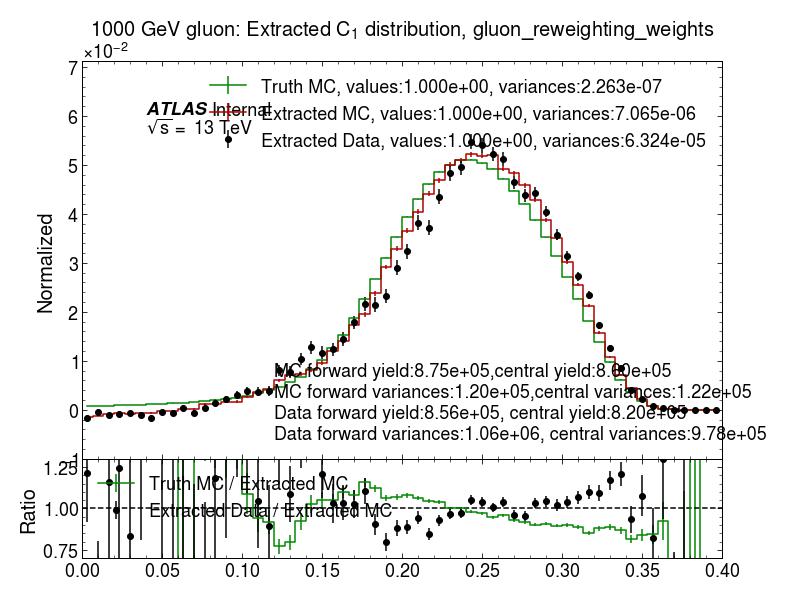 1000 GeV gluon: Extracted C₁ distribution, gluon_reweighting_weights
×10⁻²
Truth MC, values:1.000e+00, variances:2.263e-07
ATLAS Internal
Extracted MC, values:1.000e+00, variances:7.065e-06
√s = 13 TeV
Extracted Data, values:1.000e+00, variances:6.324e-05
Normalized
7
6
5
4
3
2
1
0
MC forward yield:8.75e+05,central yield:8.60e+05
MC forward variances:1.20e+05,central variances:1.22e+05
Data forward yield:8.56e+05, central yield:8.20e+05
Data forward variances:1.06e+06, central variances:9.78e+05
Ratio
1.25
1.00
0.75
Truth MC / Extracted MC
Extracted Data / Extracted MC
0.00 0.05 0.10 0.15 0.20 0.25 0.30 0.35 0.40